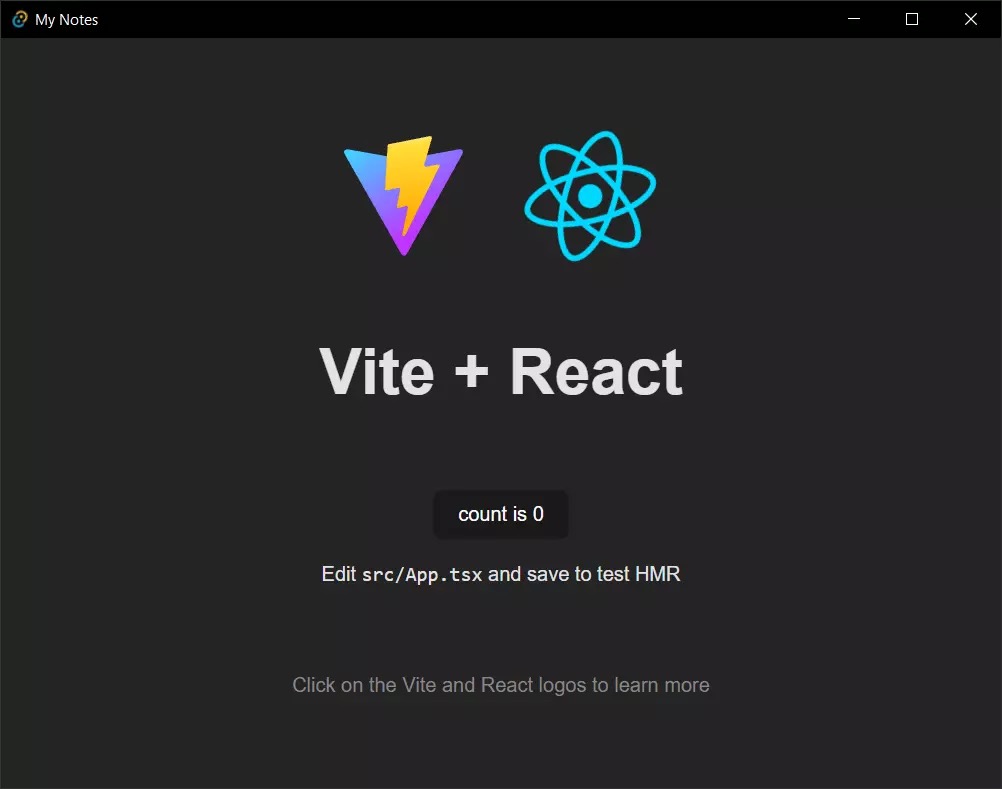 My Notes
Vite + React
count is 0
Edit src/App.tsx and save to test HMR
Click on the Vite and React logos to learn more